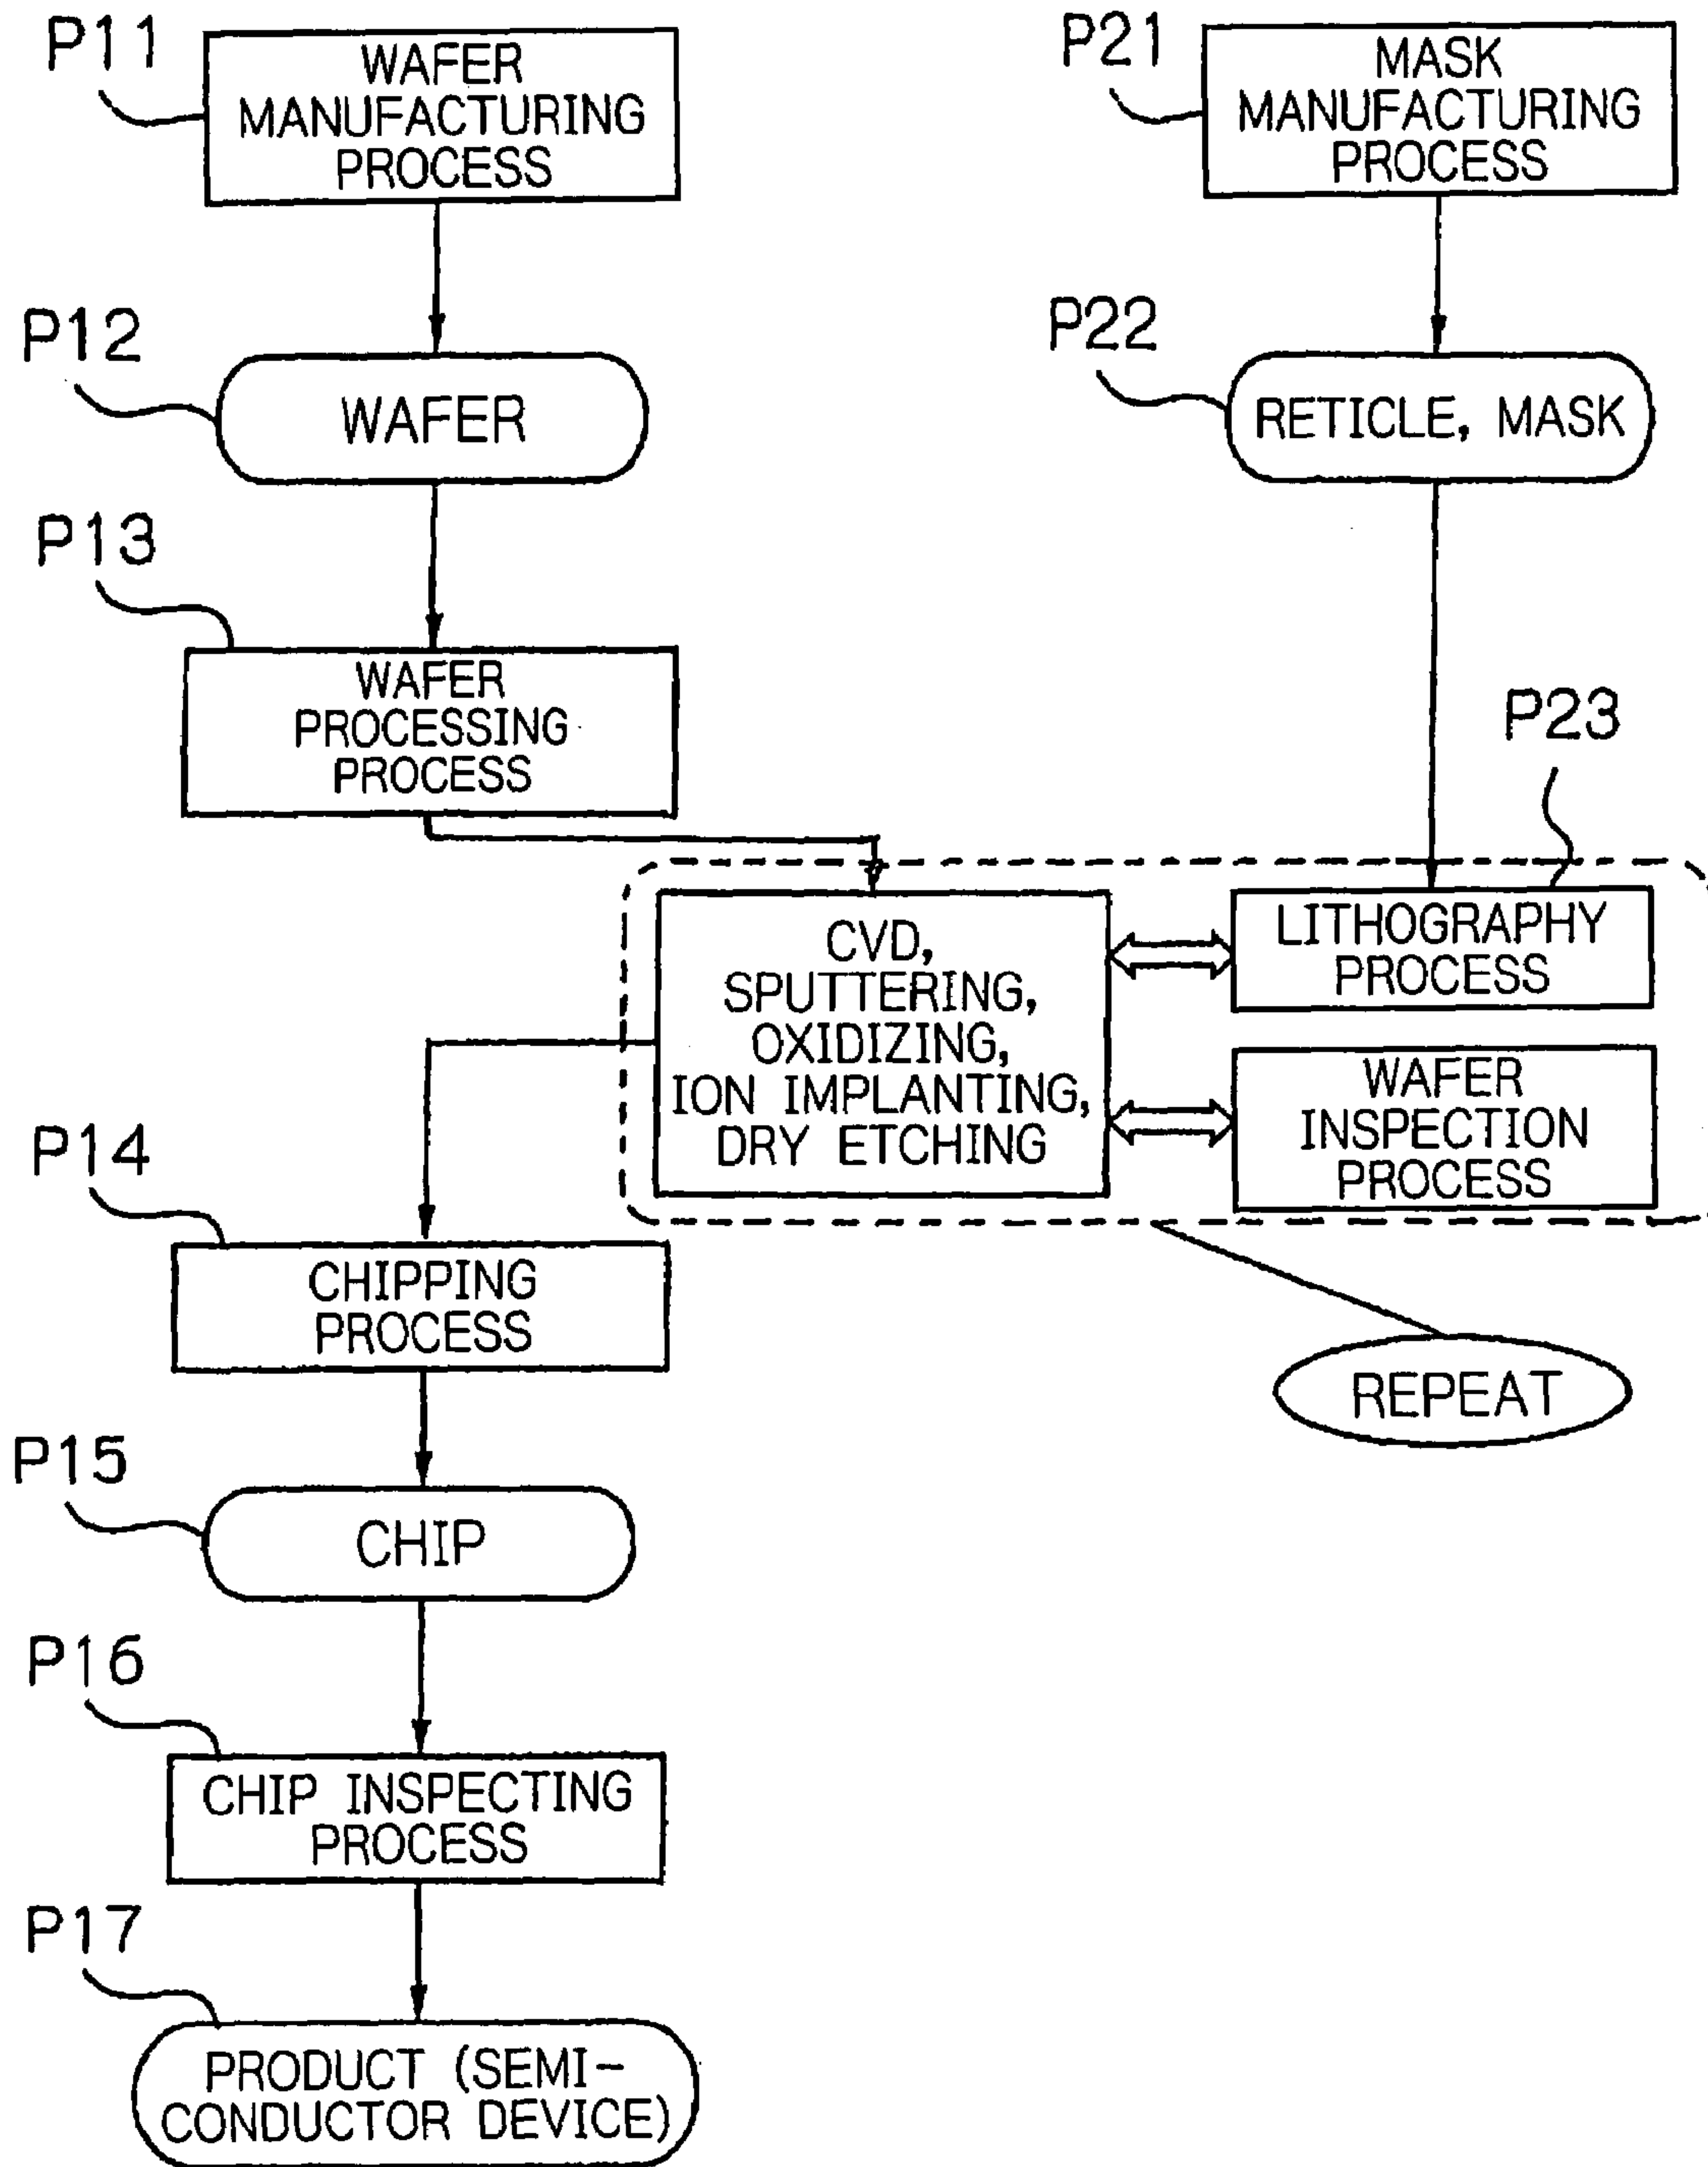 P11
WAFER
MANUFACTURING
PROCESS
P21
MASK
MANUFACTURING
PROCESS
P12
WAFER
P22
RETICLE, MASK
P13
WAFER
PROCESSING
PROCESS
P23
CVD,
SPUTTERING,
OXIDIZING,
ION IMPLANTING,
DRY ETCHING
LITHOGRAPHY
PROCESS
WAFER
INSPECTION
PROCESS
P14
CHIPPING
PROCESS
REPEAT
P15
CHIP
P16
CHIP INSPECTING
PROCESS
P17
PRODUCT (SEMI-
CONDUCTOR DEVICE)